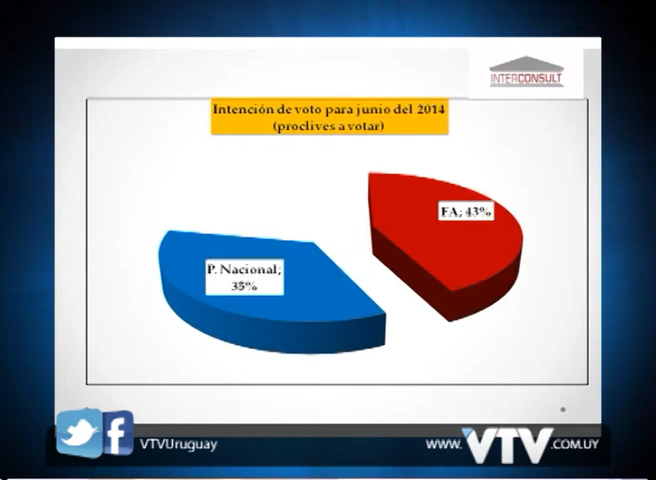 INTERCONSULT
Intención de voto para junio del 2014
(proclives a votar)
FA; 43%
P. Nacional;
35%
VTVUruguay
WWW.VTV.COM.UY